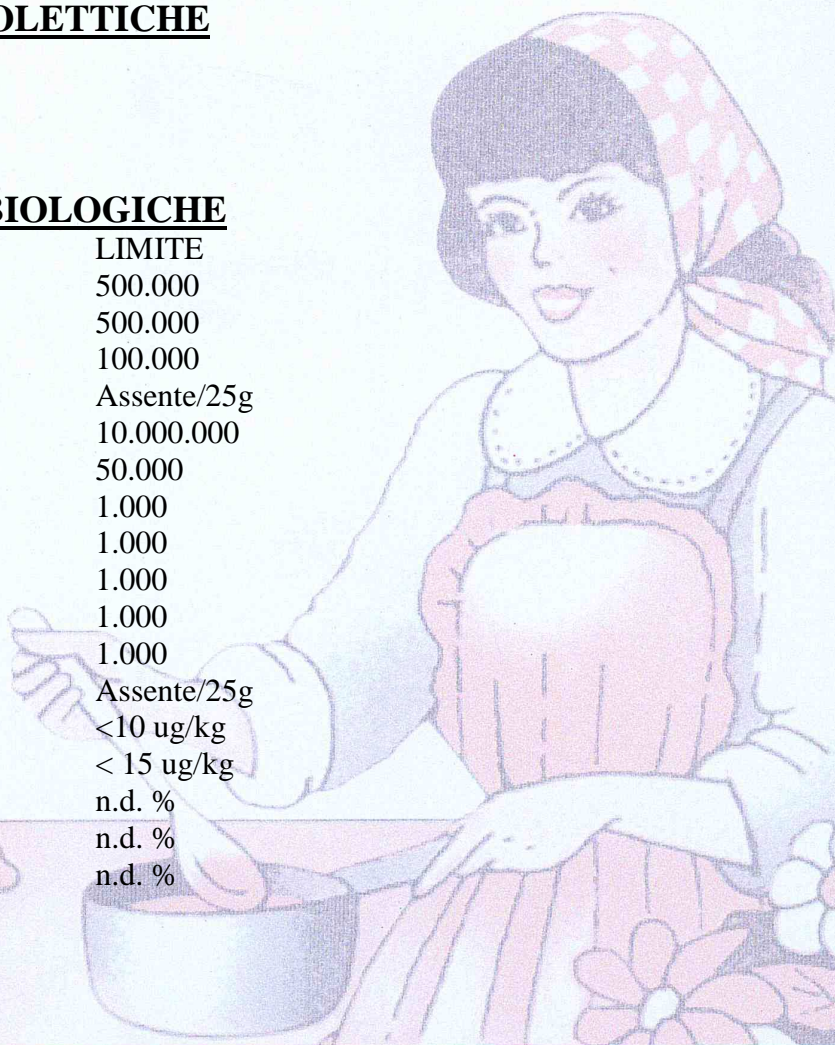 OLETTICHE
BIOLOGICHE
LIMITE
500.000
500.000
100.000
Assente/25g
10.000.000
50.000
1.000
1.000
1.000
1.000
1.000
Assente/25g
<10 ug/kg
< 15 ug/kg
n.d. %
n.d. %
n.d. %